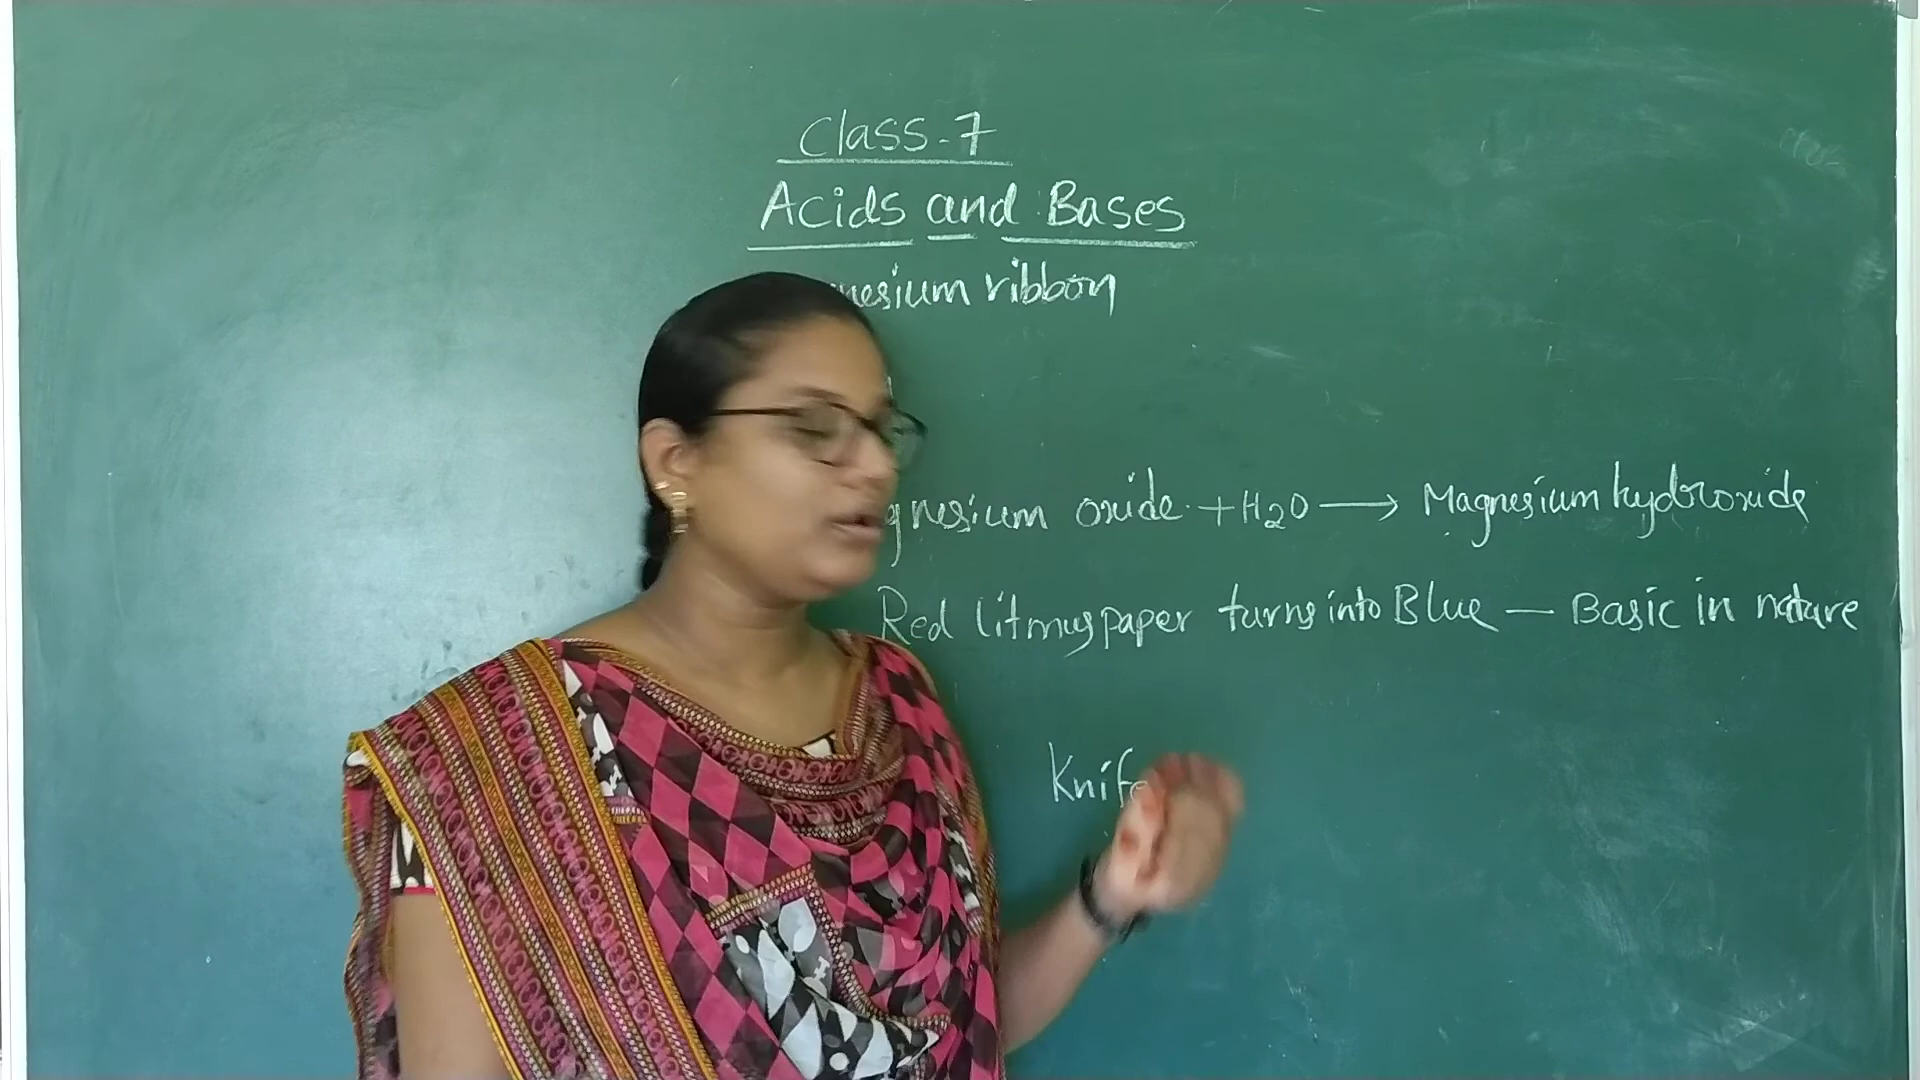 Class-7
Acids and Bases
nesium ribbon
gnesium oxide + H2O → Magnesium hydroxide
Red litmus paper turns into Blue — Basic in nature
Knife